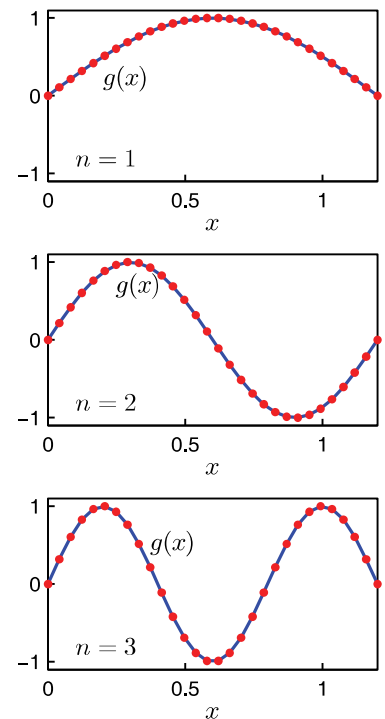 1
g(x)
0
n = 1
−1
0 0.5 1
x
1
g(x)
0
n = 2
−1
0 0.5 1
x
1
g(x)
0
n = 3
−1
0 0.5 1
x